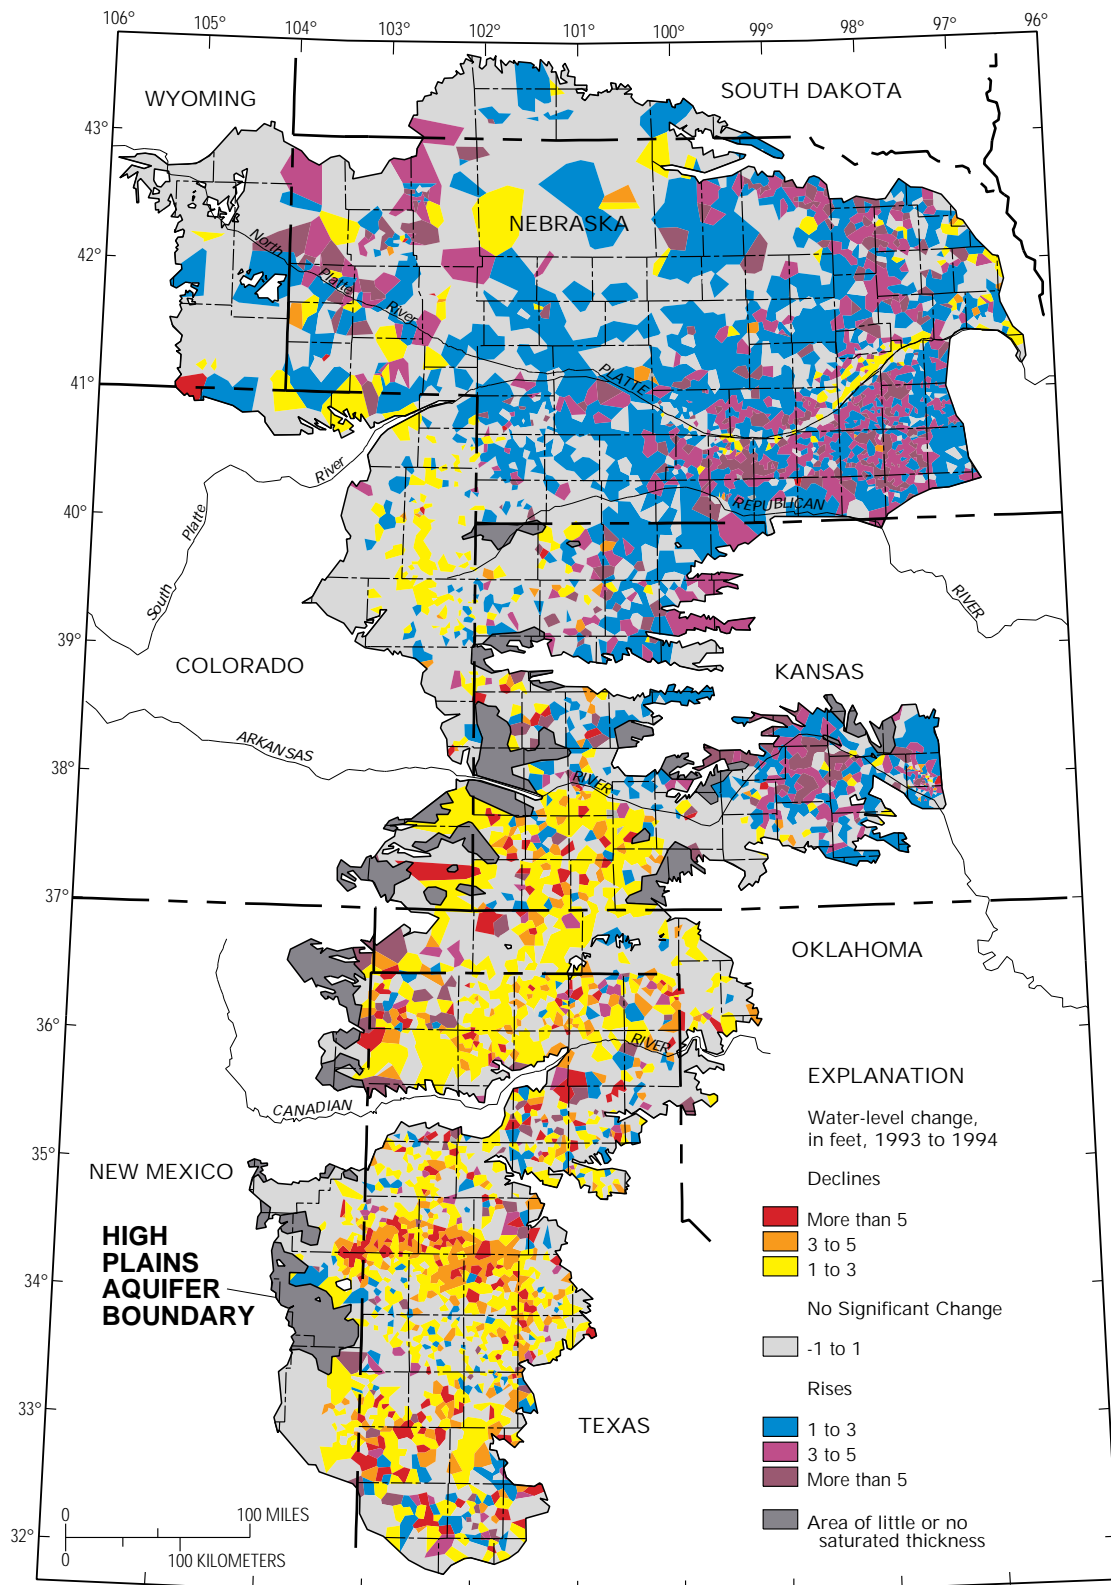 106°
105°
104°
103°
102°
101°
100°
99°
98°
97°
96°
WYOMING
SOUTH DAKOTA
43°
NEBRASKA
42°
North
Platte
River
41°
PLATTE
River
REPUBLICAN
40°
Platte
South
RIVER
39°
COLORADO
KANSAS
ARKANSAS
38°
RIVER
37°
OKLAHOMA
36°
RIVER
CANADIAN
35°
NEW MEXICO
HIGH
PLAINS
AQUIFER
BOUNDARY
34°
33°
TEXAS
32°
EXPLANATION
Water-level change,
in feet, 1993 to 1994
Declines
More than 5
3 to 5
1 to 3
No Significant Change
-1 to 1
Rises
1 to 3
3 to 5
More than 5
Area of little or no
saturated thickness
0 100 MILES
0 100 KILOMETERS